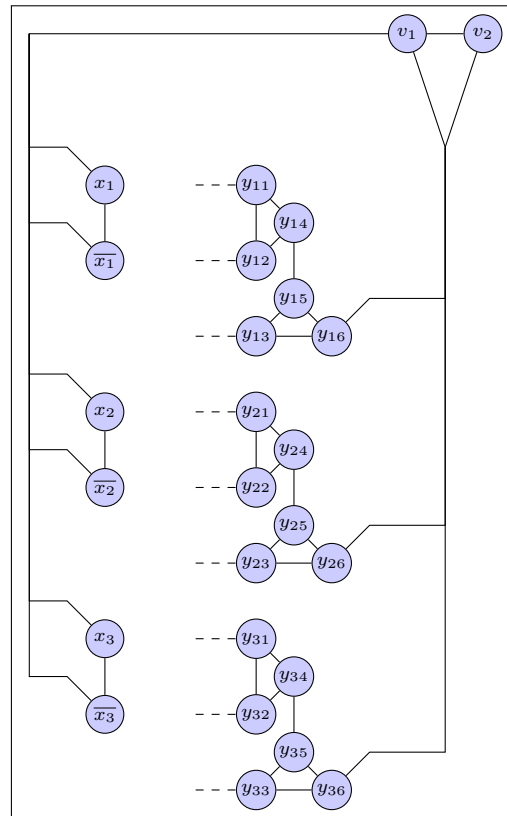 v₁ v₂
x₁ y₁₁
y₁₄
x̅₁ y₁₂
y₁₅
y₁₃ y₁₆
x₂ y₂₁
y₂₄
x̅₂ y₂₂
y₂₅
y₂₃ y₂₆
x₃ y₃₁
y₃₄
x̅₃ y₃₂
y₃₅
y₃₃ y₃₆